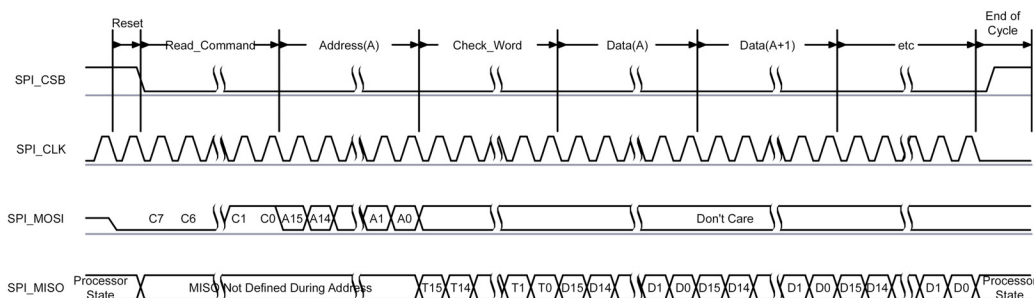 Reset
End of
Cycle
Read_Command Address(A) Check_Word Data(A) Data(A+1) etc
SPI_CSB
SPI_CLK
SPI_MOSI C7 C6 C1 C0 A15 A14 A1 A0 Don't Care
SPI_MISO Processor State MISO Not Defined During Address T15 T14 T1 T0 D15 D14 D1 D0 D15 D14 D1 D0 D15 D14 D1 D0 Processor State